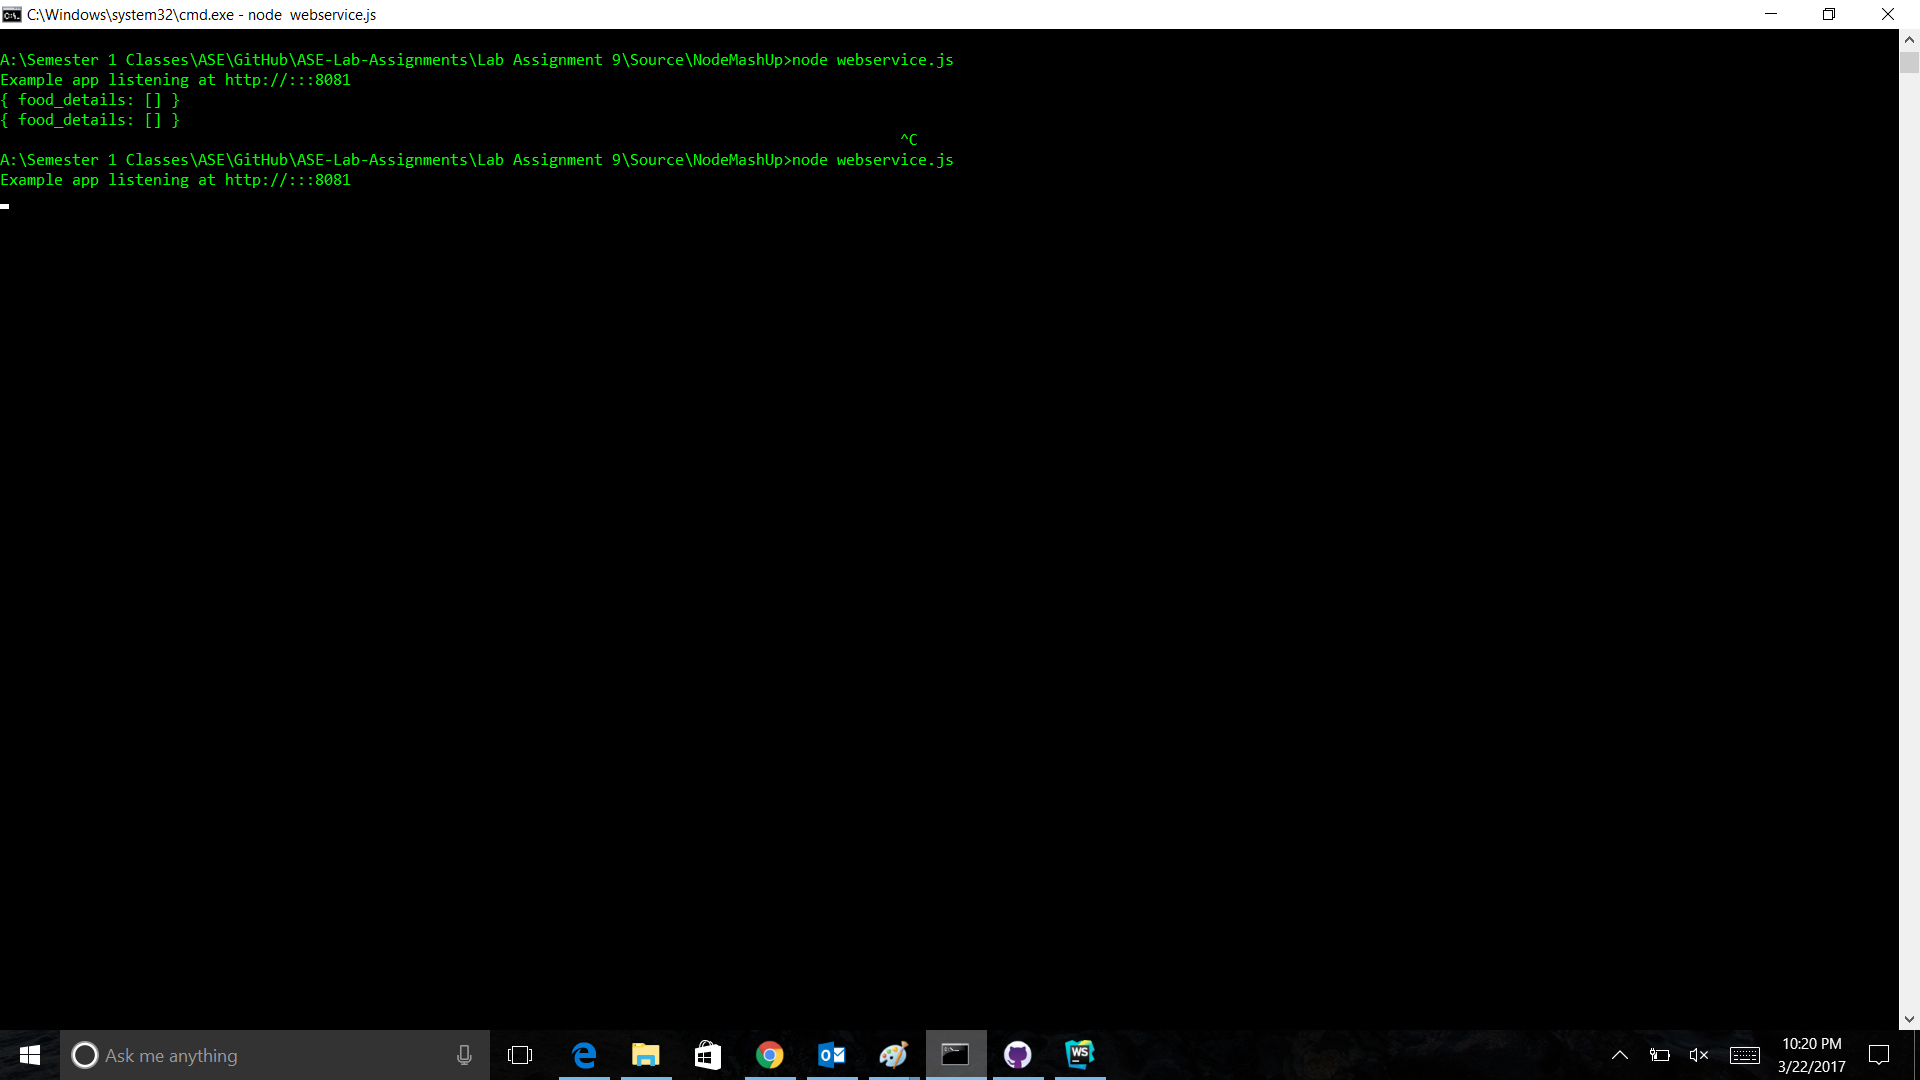 C:\Windows\system32\cmd.exe - node  webservice.js
A:\Semester 1 Classes\ASE\GitHub\ASE-Lab-Assignments\Lab Assignment 9\Source\NodeMashUp>node webservice.js
Example app listening at http://:::8081
{ food_details: [] }
{ food_details: [] }
^C
A:\Semester 1 Classes\ASE\GitHub\ASE-Lab-Assignments\Lab Assignment 9\Source\NodeMashUp>node webservice.js
Example app listening at http://:::8081
Ask me anything
WS
10:20 PM
3/22/2017